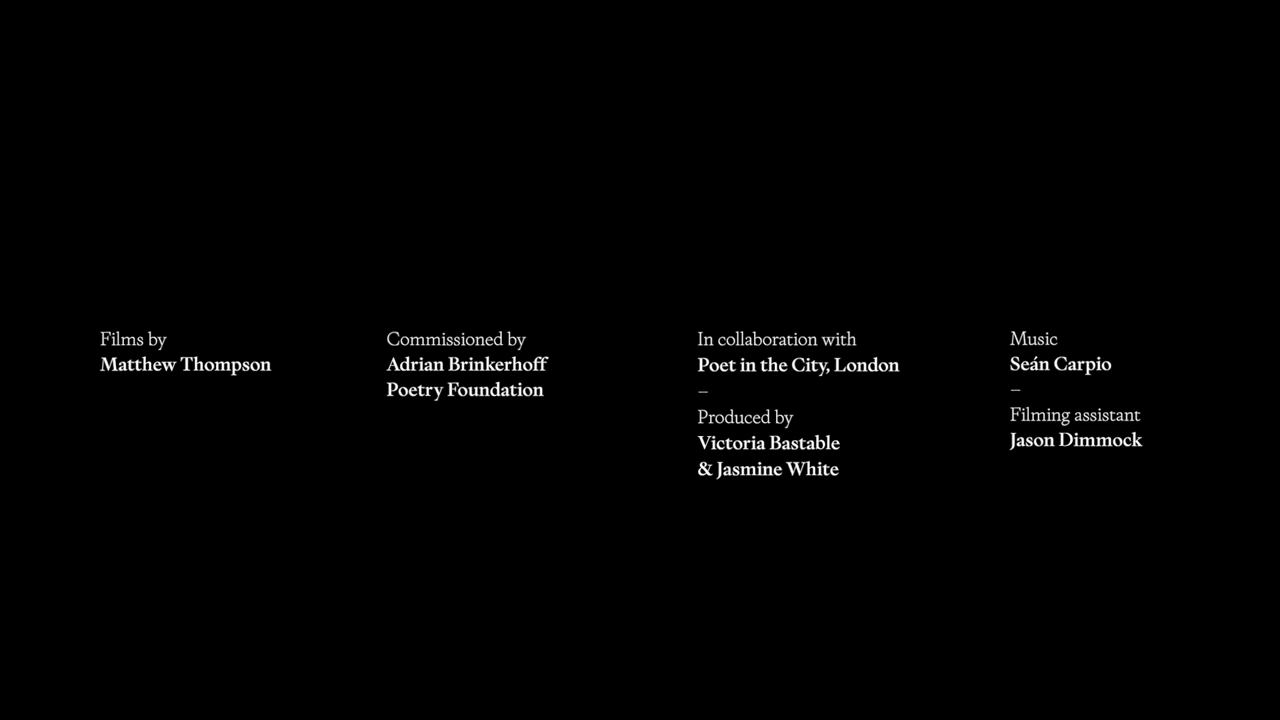 Films by
Matthew Thompson
Commissioned by
Adrian Brinkerhoff
Poetry Foundation
In collaboration with
Poet in the City, London
–
Produced by
Victoria Bastable
& Jasmine White
Music
Seán Carpio
–
Filming assistant
Jason Dimmock